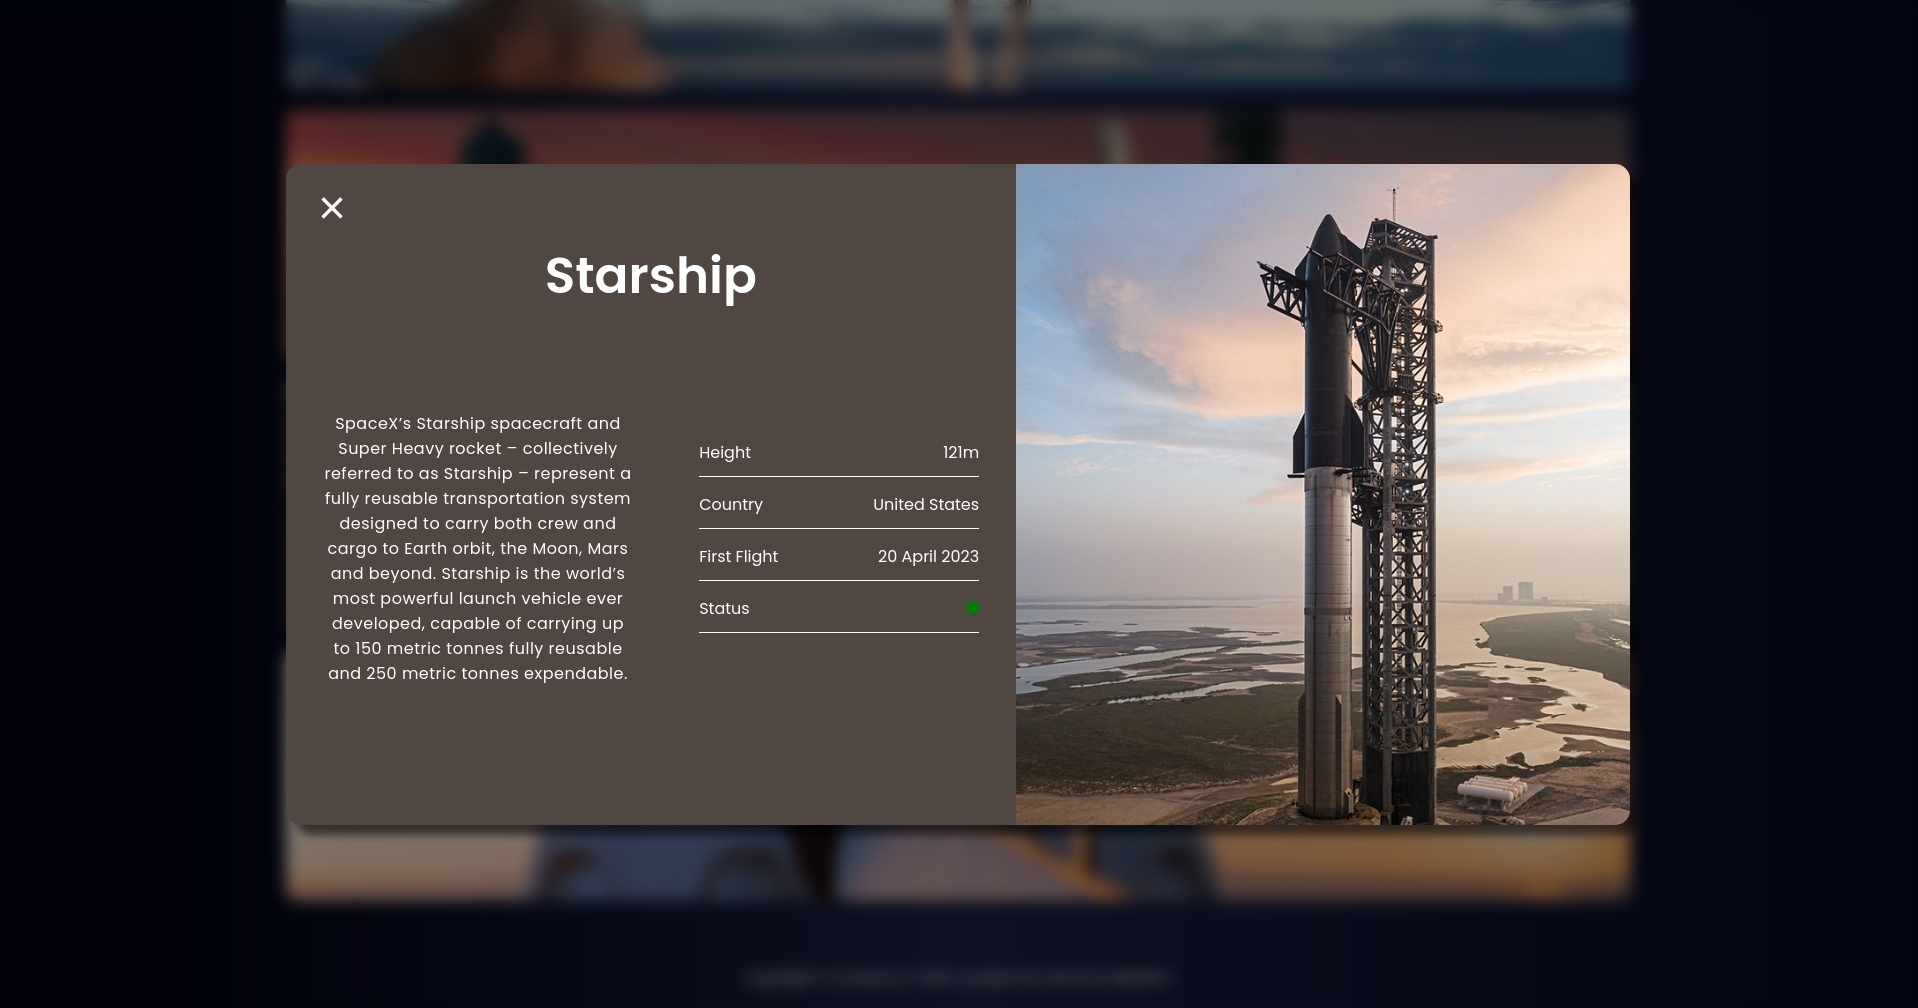 Starship
SpaceX’s Starship spacecraft and
Super Heavy rocket – collectively
referred to as Starship – represent a
fully reusable transportation system
designed to carry both crew and
cargo to Earth orbit, the Moon, Mars
and beyond. Starship is the world’s
most powerful launch vehicle ever
developed, capable of carrying up
to 150 metric tonnes fully reusable
and 250 metric tonnes expendable.
Height 121m
Country United States
First Flight 20 April 2023
Status